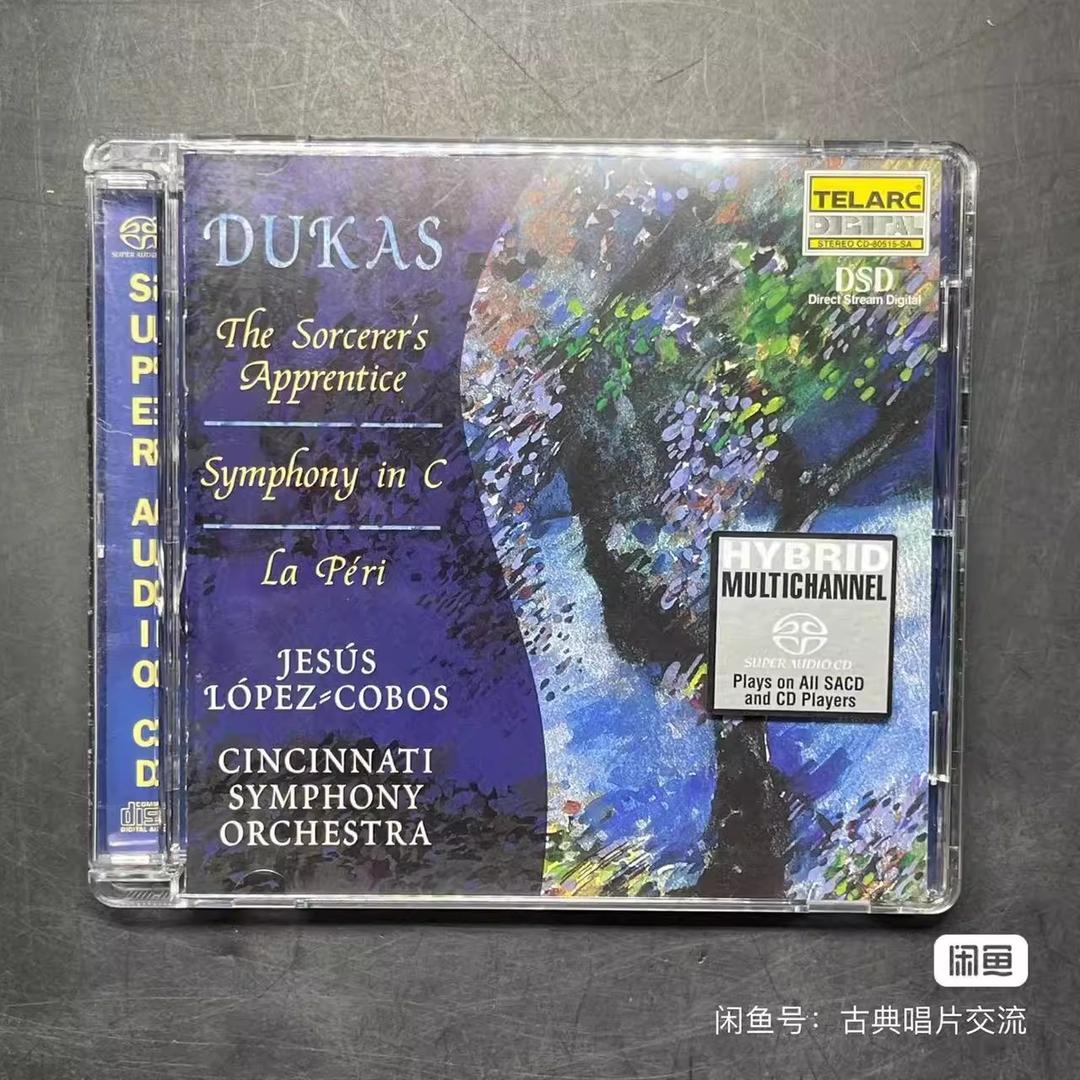 DUKAS
The Sorcerer's
Apprentice
Symphony in C
La Péri
JESÚS
LÓPEZ-COBOS
CINCINNATI
SYMPHONY
ORCHESTRA
TELARC
DIGITAL
STEREO CD-80515-SA
DSD
Direct Stream Digital
HYBRID
MULTICHANNEL
SUPER AUDIO CD
Plays on All SACD
and CD Players
SUPER AUDIO CD
闲鱼
闲鱼号：古典唱片交流